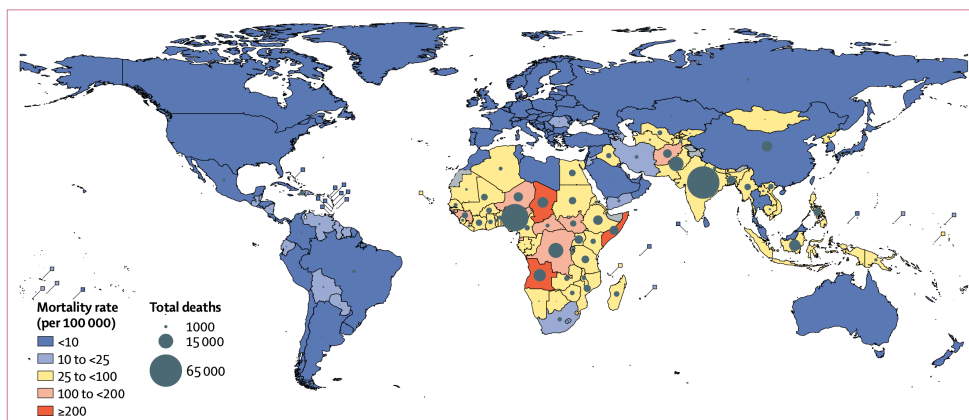 Mortality rate
(per 100 000)
<10
10 to <25
25 to <100
100 to <200
≥200
Total deaths
1000
15 000
65 000